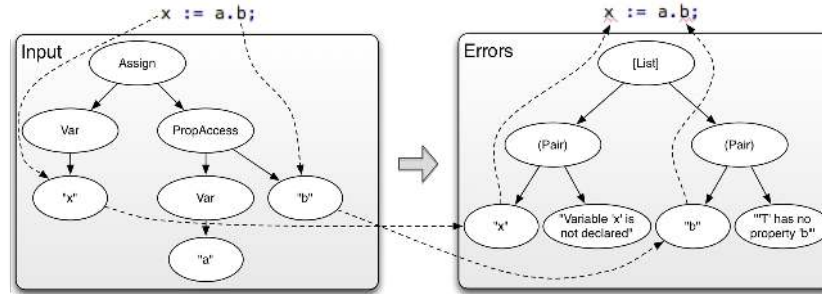 x := a.b;
x := a.b;
Input
Errors
Assign
[List]
Var
PropAccess
(Pair)
(Pair)
"x"
Var
"b"
"x"
"Variable 'x' is
not declared"
"b"
"'T' has no
property 'b'"
"a"